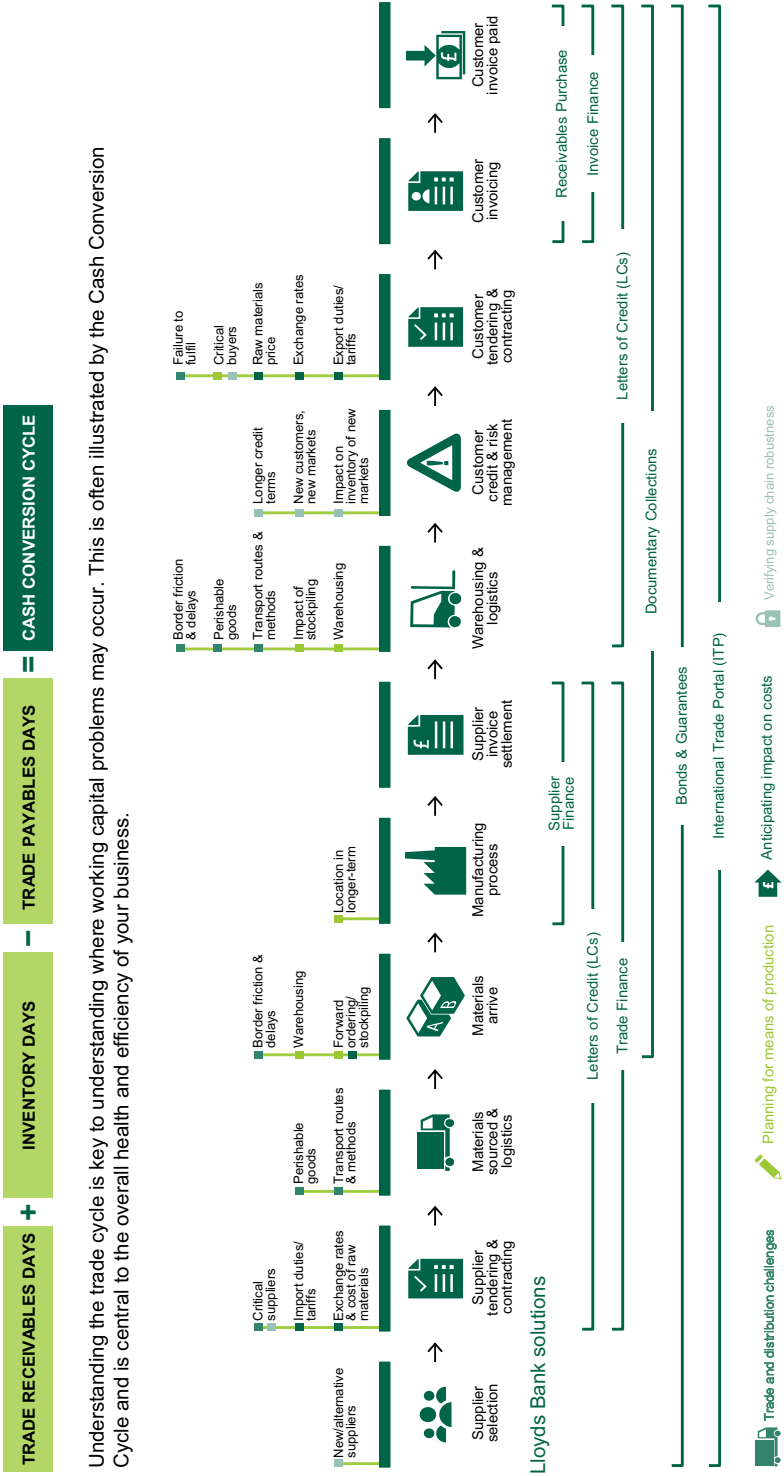 TRADE RECEIVABLES DAYS + INVENTORY DAYS − TRADE PAYABLES DAYS = CASH CONVERSION CYCLE
Understanding the trade cycle is key to understanding where working capital problems may occur. This is often illustrated by the Cash Conversion
Cycle and is central to the overall health and efficiency of your business.
New/alternative
suppliers
Supplier
selection
Critical
suppliers
Import duties/
tariffs
Exchange rates
& cost of raw
materials
Supplier
tendering &
contracting
Perishable
goods
Transport routes
& methods
Materials
sourced &
logistics
Border friction &
delays
Warehousing
Forward
ordering/
stockpiling
A B
Materials
arrive
Location in
longer-term
Manufacturing
process
£
Supplier
invoice
settlement
Border friction
& delays
Perishable
goods
Transport routes &
methods
Impact of
stockpiling
Warehousing
Warehousing &
logistics
Longer credit
terms
New customers,
new markets
Impact on
inventory of new
markets
Customer
credit & risk
management
Failure to
fulfil
Critical
buyers
Raw materials
price
Exchange rates
Export duties/
tariffs
Customer
tendering &
contracting
Customer
invoicing
£
Customer
invoice paid
Lloyds Bank solutions
Supplier
Finance
Receivables Purchase
Letters of Credit (LCs)
Invoice Finance
Trade Finance
Letters of Credit (LCs)
Documentary Collections
Bonds & Guarantees
International Trade Portal (ITP)
Trade and distribution challenges
Planning for means of production
£
Anticipating impact on costs
Verifying supply chain robustness